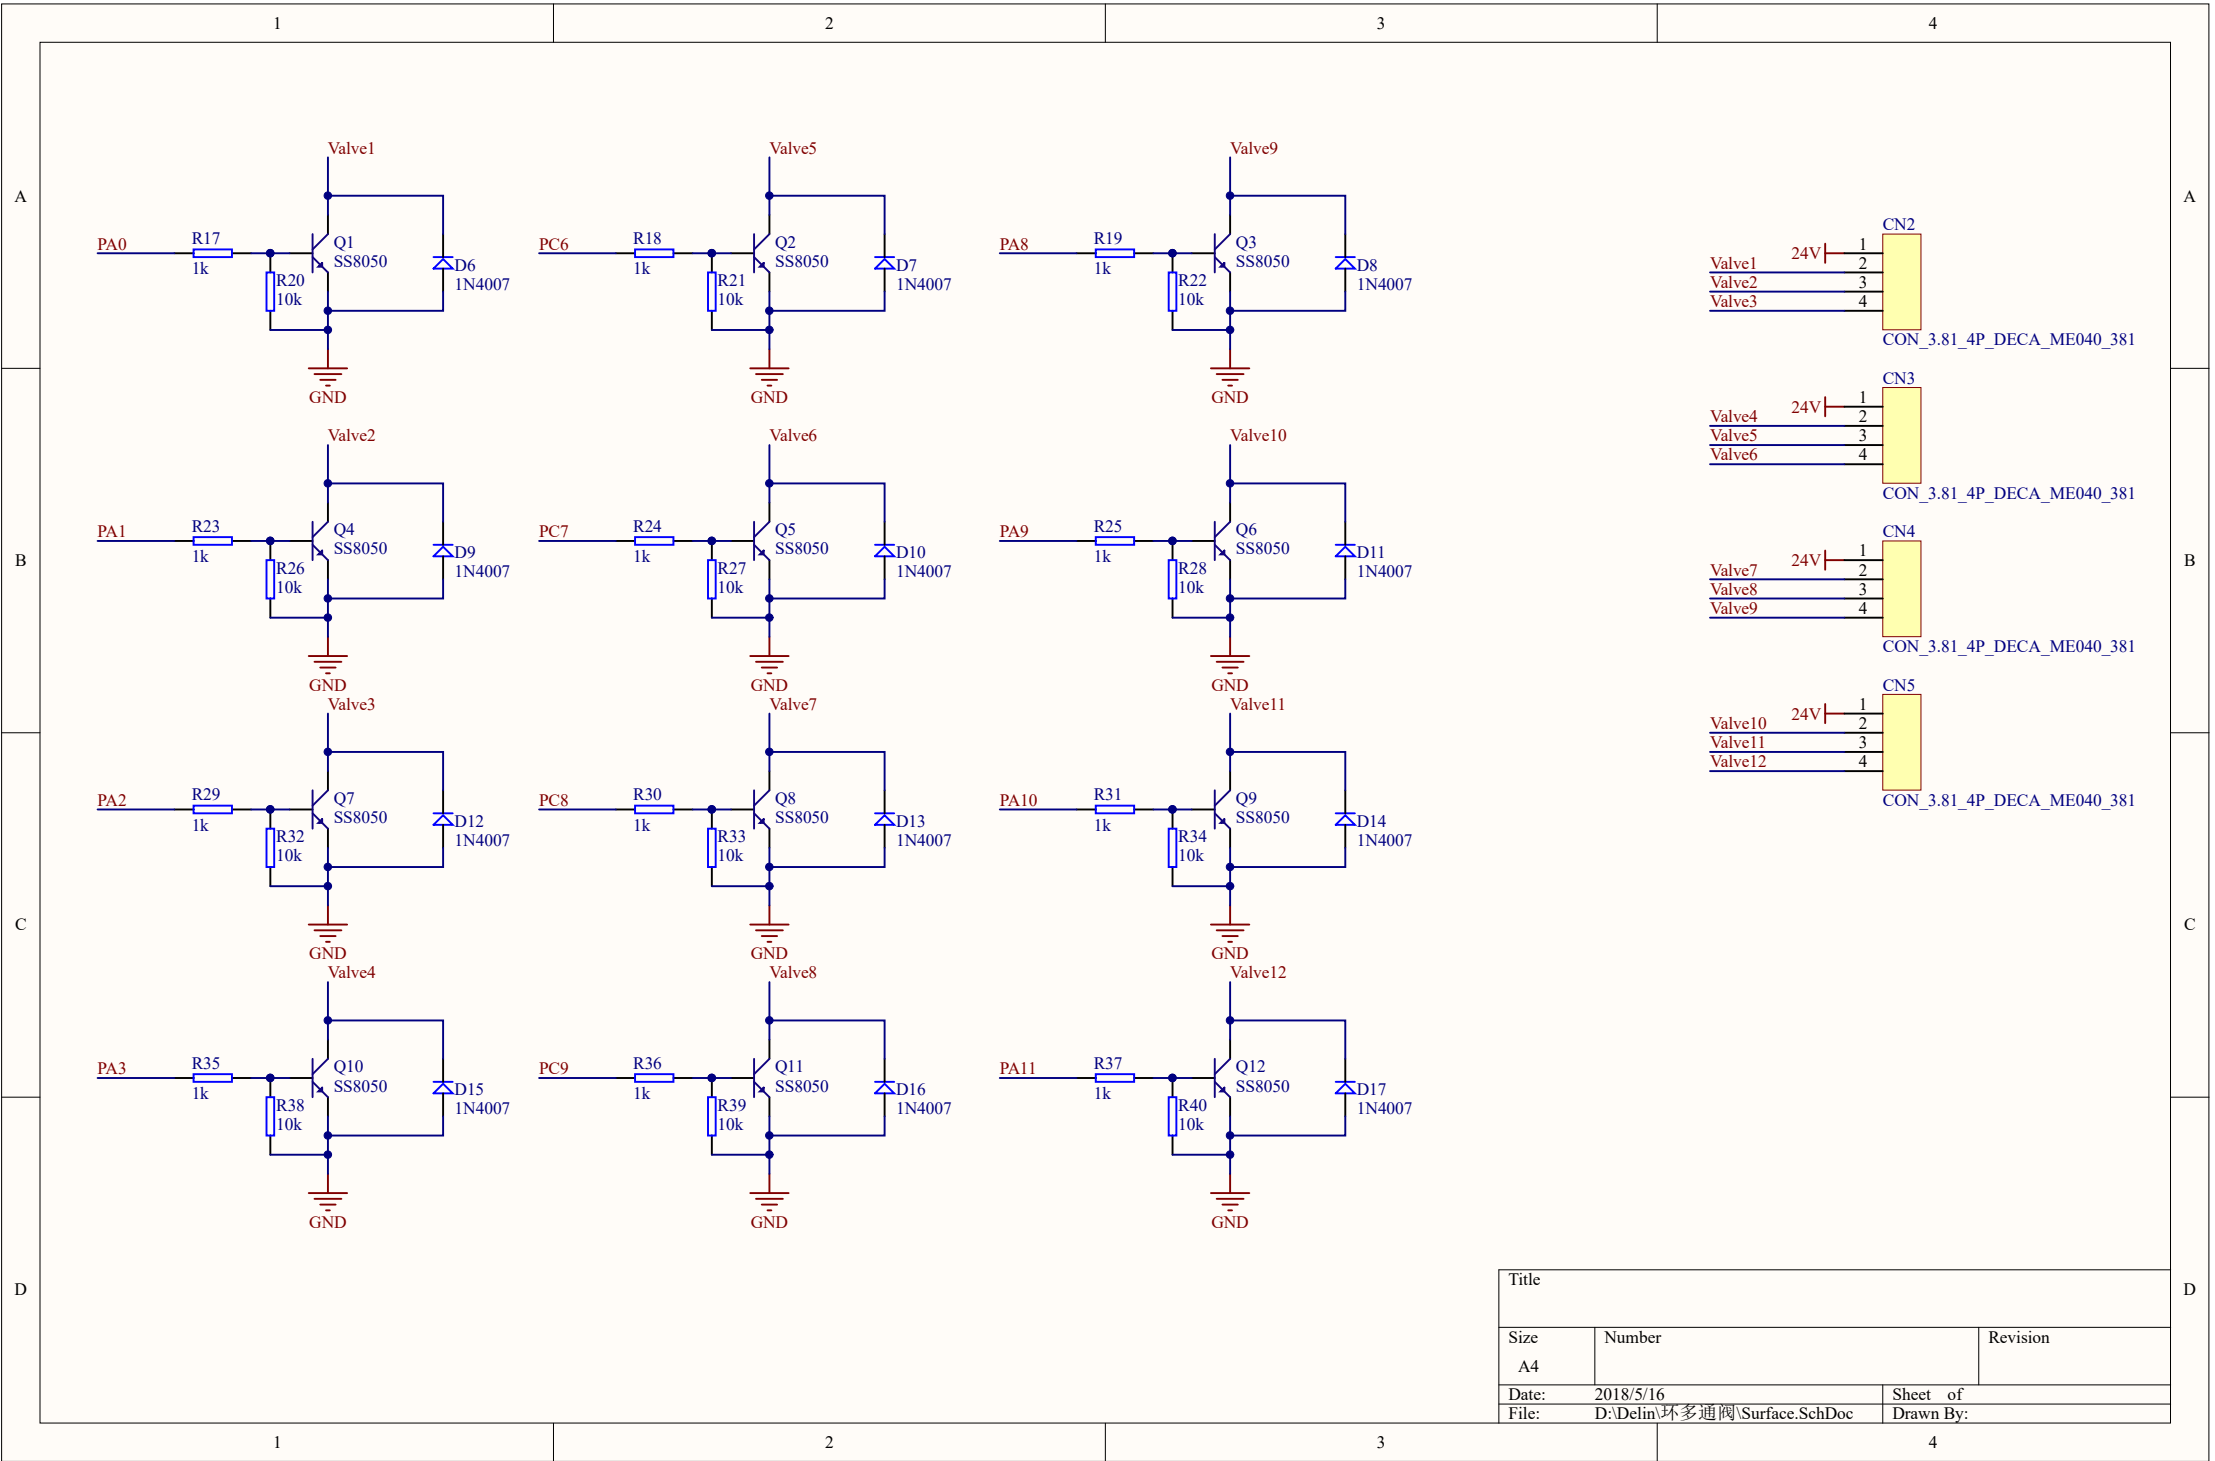 1 2 3 4
A A
Valve1 Valve5 Valve9
PA0 R17 1k R20 10k Q1 SS8050 D6 1N4007 GND
PC6 R18 1k R21 10k Q2 SS8050 D7 1N4007 GND
PA8 R19 1k R22 10k Q3 SS8050 D8 1N4007 GND
CN2
24V 1
Valve1 2
Valve2 3
Valve3 4
CON_3.81_4P_DECA_ME040_381
B B
Valve2 Valve6 Valve10
PA1 R23 1k R26 10k Q4 SS8050 D9 1N4007 GND
PC7 R24 1k R27 10k Q5 SS8050 D10 1N4007 GND
PA9 R25 1k R28 10k Q6 SS8050 D11 1N4007 GND
CN3
24V 1
Valve4 2
Valve5 3
Valve6 4
CON_3.81_4P_DECA_ME040_381
CN4
24V 1
Valve7 2
Valve8 3
Valve9 4
CON_3.81_4P_DECA_ME040_381
CN5
24V 1
Valve10 2
Valve11 3
Valve12 4
CON_3.81_4P_DECA_ME040_381
C C
Valve3 Valve7 Valve11
PA2 R29 1k R32 10k Q7 SS8050 D12 1N4007 GND
PC8 R30 1k R33 10k Q8 SS8050 D13 1N4007 GND
PA10 R31 1k R34 10k Q9 SS8050 D14 1N4007 GND
Valve4 Valve8 Valve12
PA3 R35 1k R38 10k Q10 SS8050 D15 1N4007 GND
PC9 R36 1k R39 10k Q11 SS8050 D16 1N4007 GND
PA11 R37 1k R40 10k Q12 SS8050 D17 1N4007 GND
D D
Title
Size Number Revision
A4
Date: 2018/5/16 Sheet of
File: D:\Delin\环多通阀\Surface.SchDoc Drawn By:
1 2 3 4